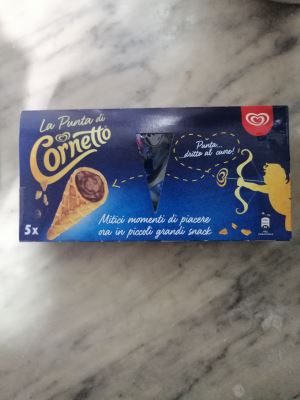 La Punta di
Cornetto
Punta...
dritto al cuore!
Mitici momenti di piacere
ora in piccoli grandi snack
5x